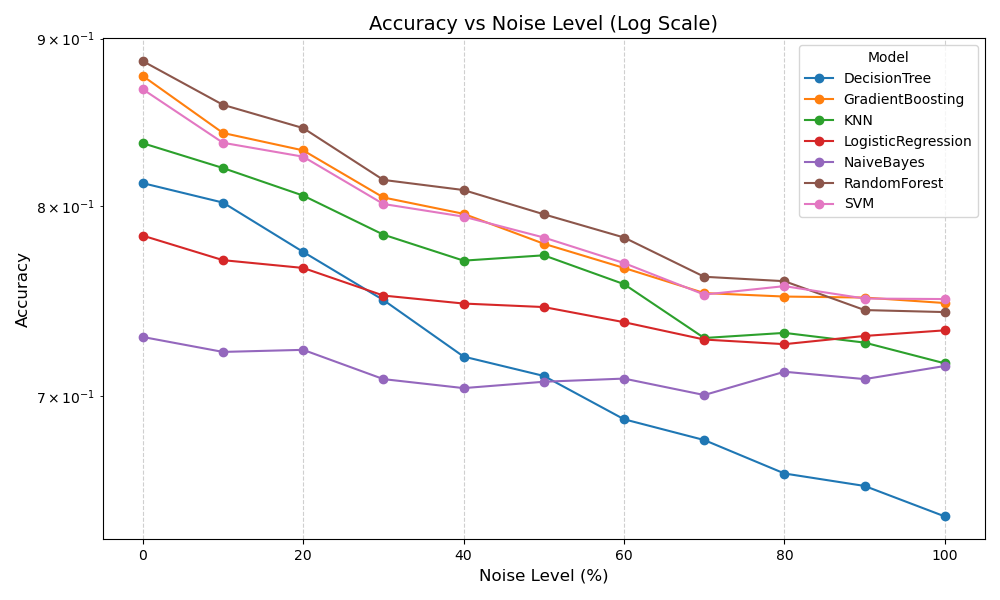 Accuracy vs Noise Level (Log Scale)
Accuracy
9 × 10⁻¹
8 × 10⁻¹
7 × 10⁻¹
Model
DecisionTree
GradientBoosting
KNN
LogisticRegression
NaiveBayes
RandomForest
SVM
0 20 40 60 80 100
Noise Level (%)